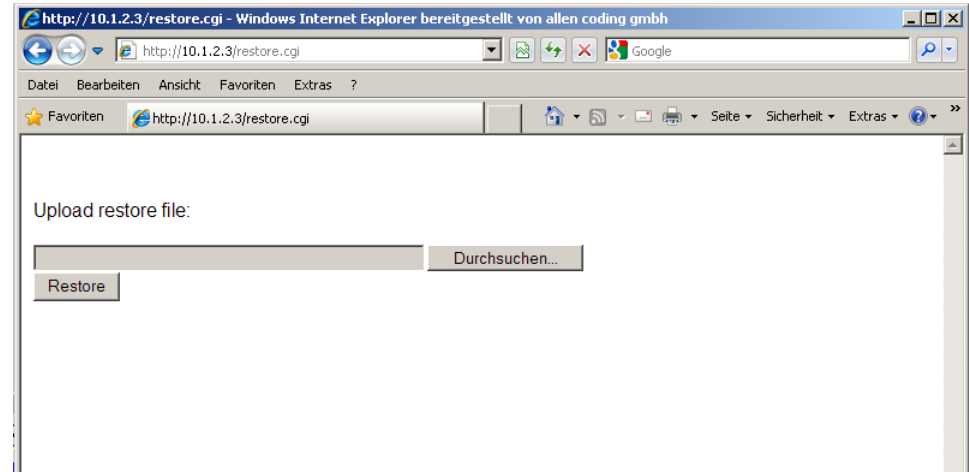 http://10.1.2.3/restore.cgi - Windows Internet Explorer bereitgestellt von allen coding gmbh
http://10.1.2.3/restore.cgi Google
Datei Bearbeiten Ansicht Favoriten Extras ?
Favoriten http://10.1.2.3/restore.cgi Seite Sicherheit Extras »
Upload restore file:
Durchsuchen...
Restore